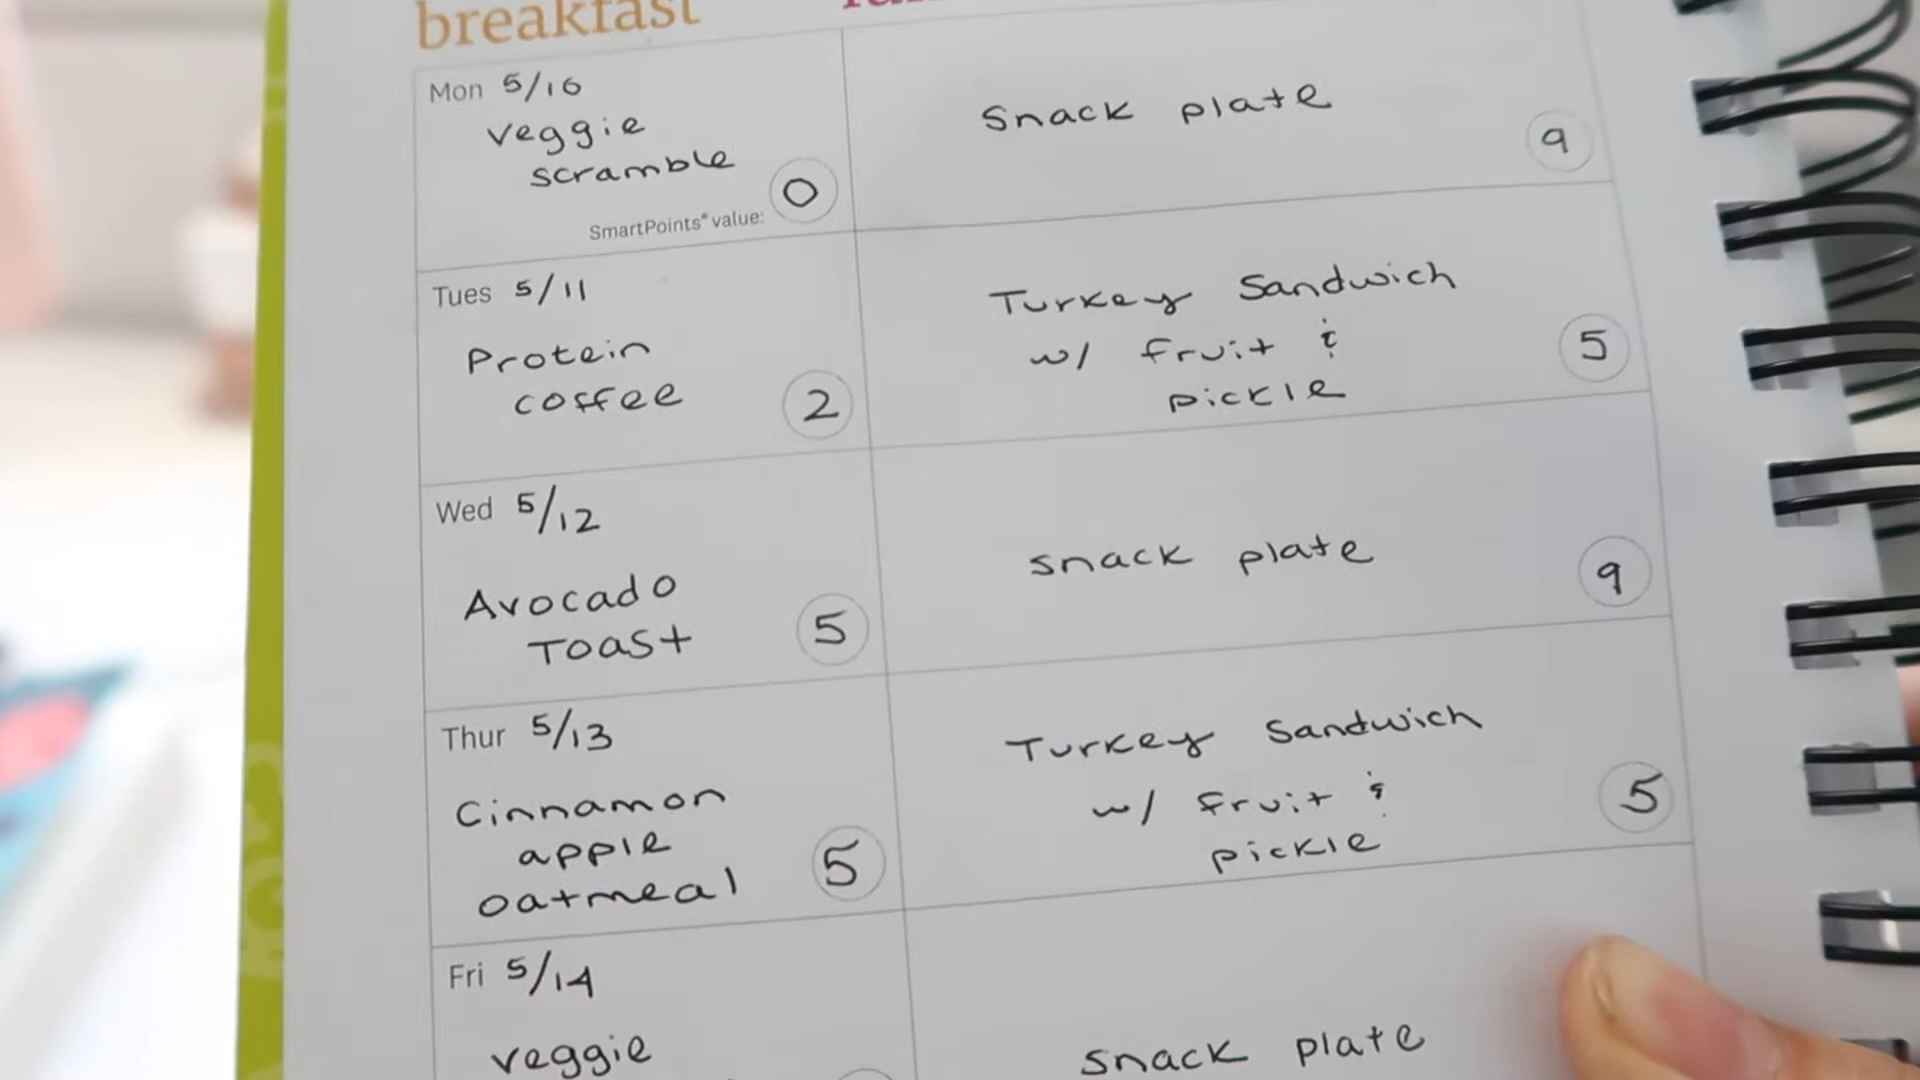 breakfast
Mon 5/10
veggie
scramble
SmartPoints® value: 0
Snack plate
9
Tues 5/11
Protein
coffee
2
Turkey Sandwich
w/ fruit &
pickle
5
Wed 5/12
Avocado
Toast
5
snack plate
9
Thur 5/13
Cinnamon
apple
oatmeal
5
Turkey Sandwich
w/ fruit &
pickle
5
Fri 5/14
veggie
snack plate